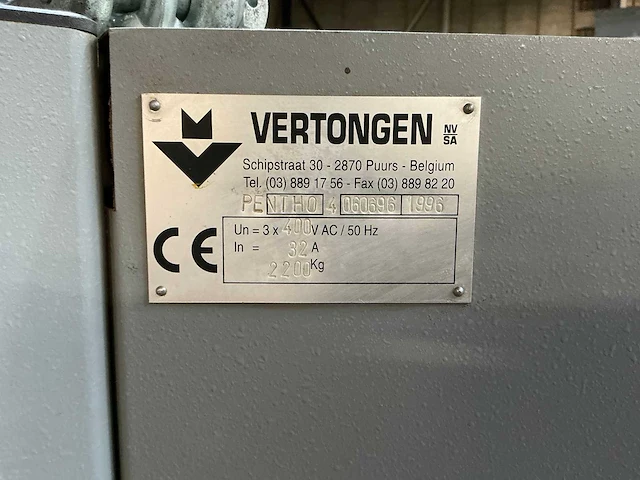 VERTONGEN NV SA
Schipstraat 30 - 2870 Puurs - Belgium
Tel. (03) 889 17 56 - Fax (03) 889 82 20
PENTHO 4 060696 1996
Un = 3 x 400 V AC / 50 Hz
In = 32 A
2200 Kg
CE